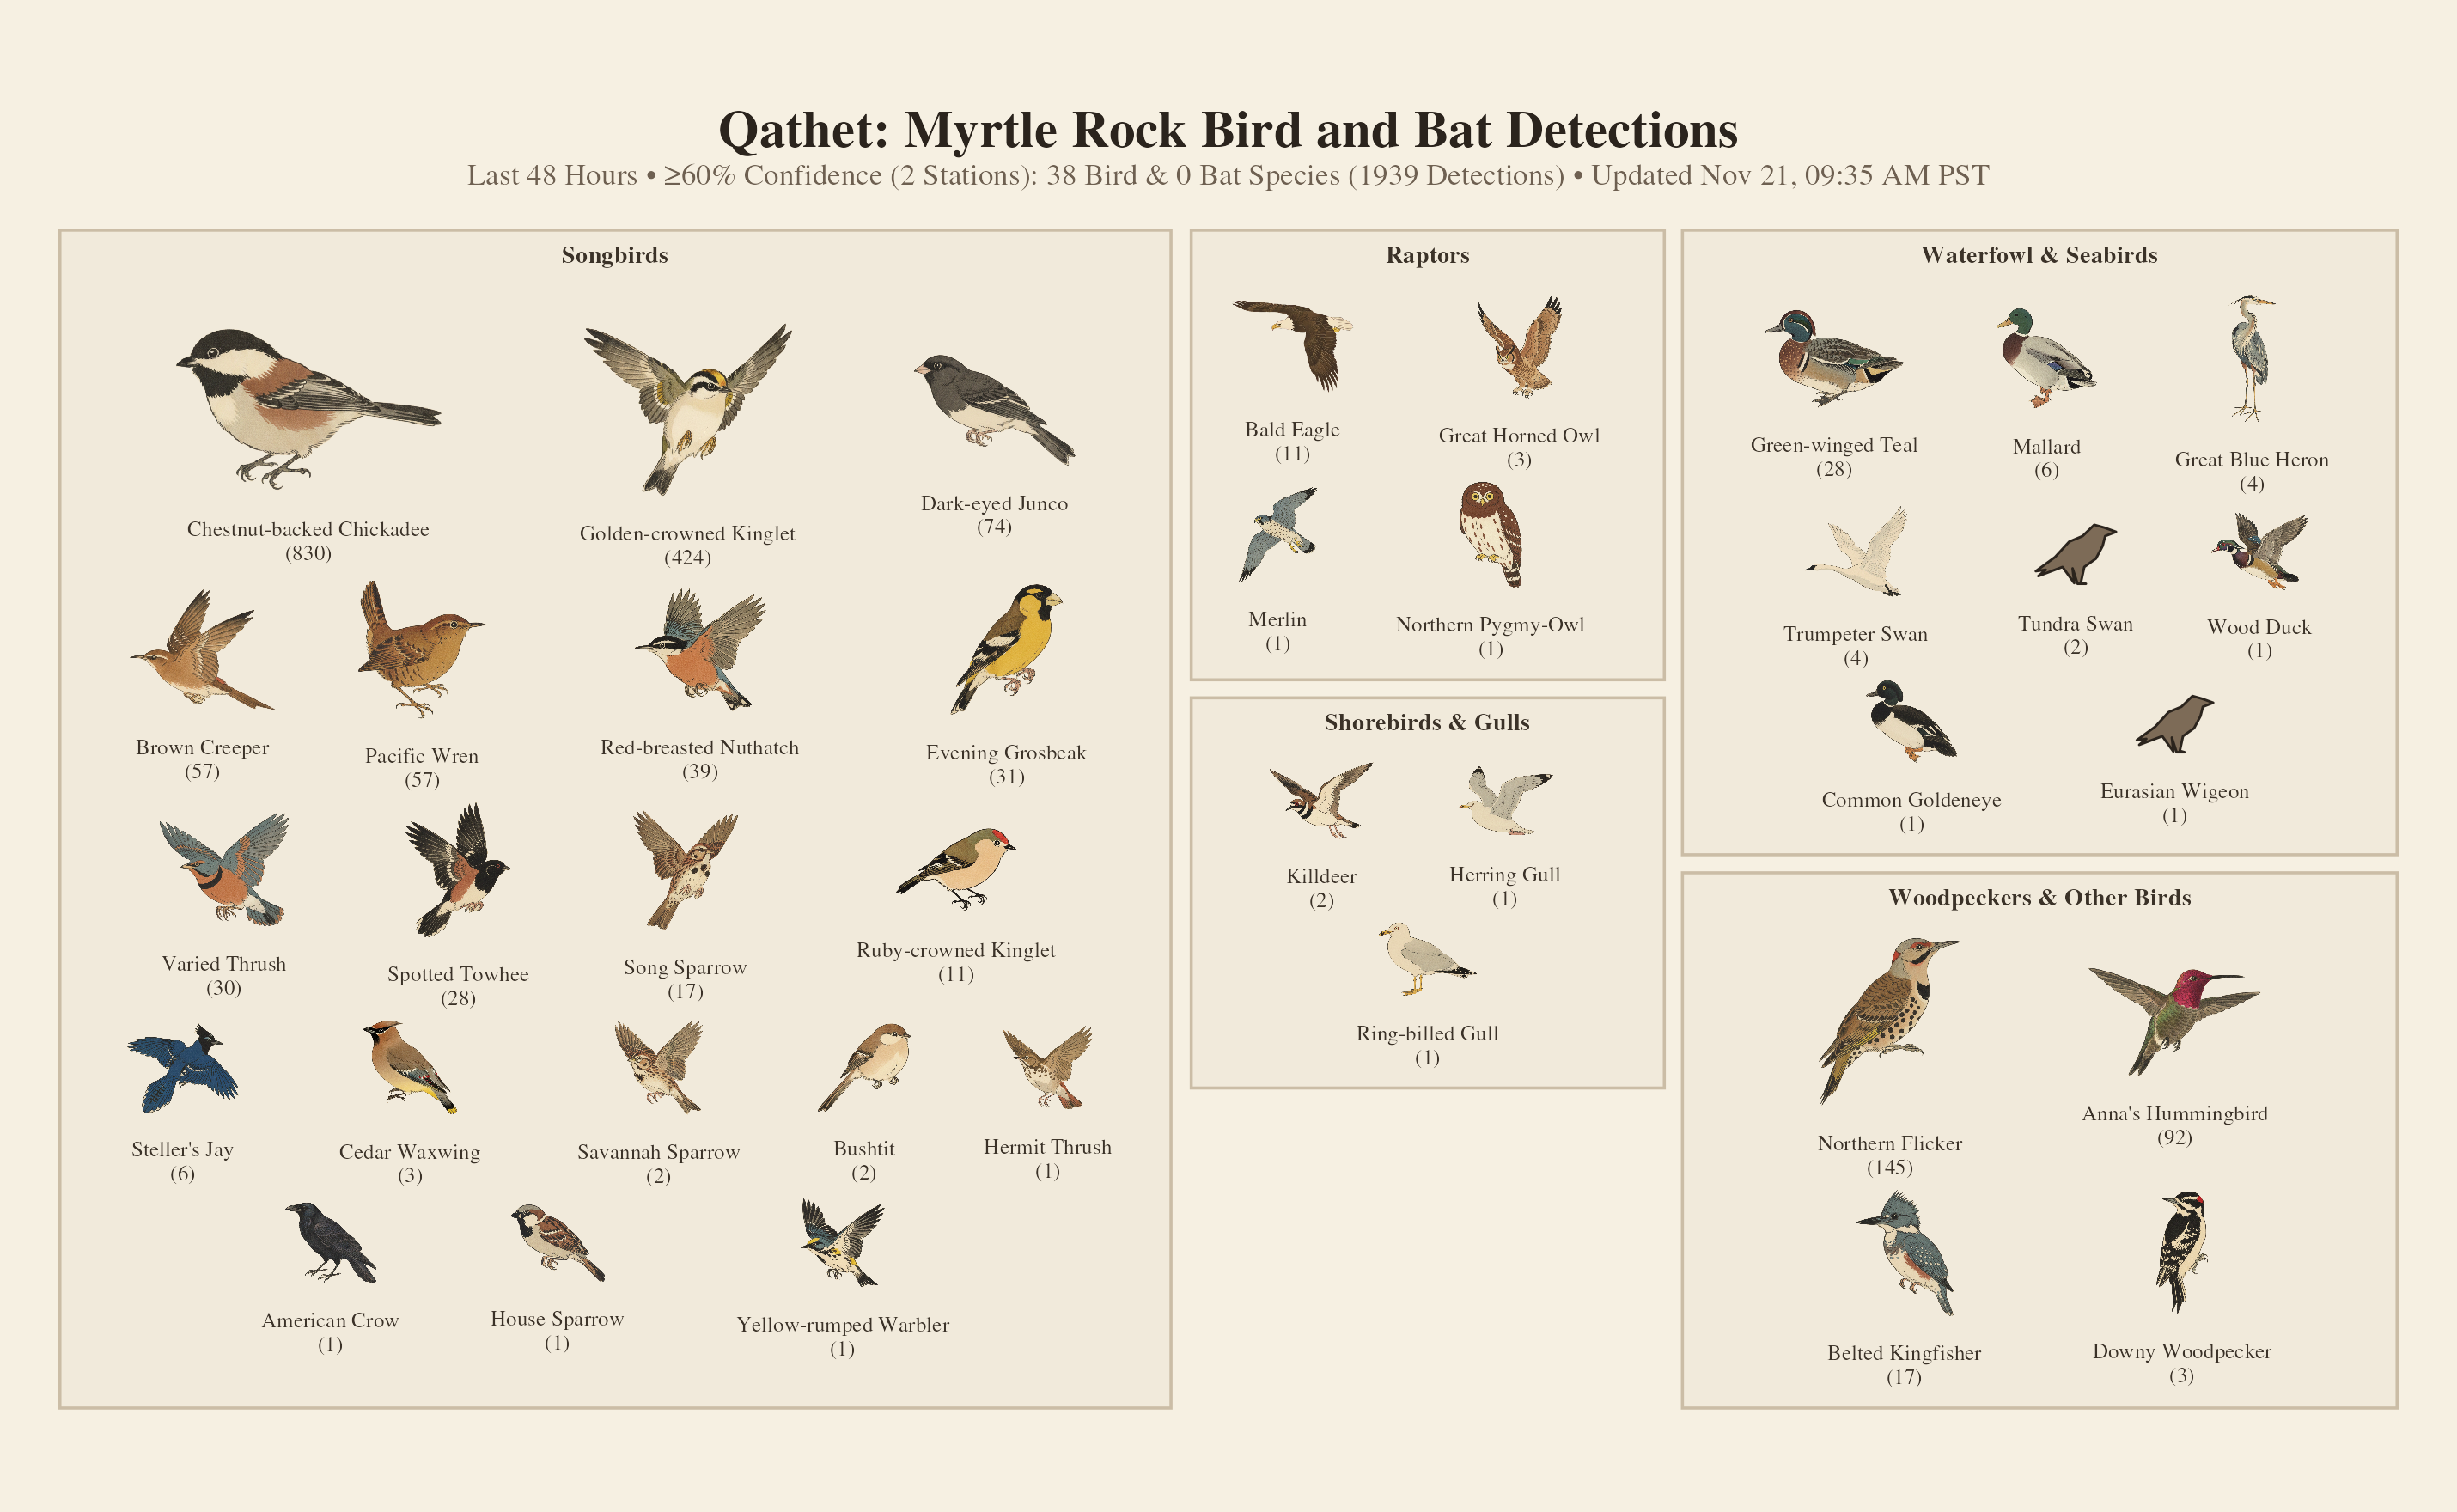 Qathet: Myrtle Rock Bird and Bat Detections
Last 48 Hours • ≥60% Confidence (2 Stations): 38 Bird & 0 Bat Species (1939 Detections) • Updated Nov 21, 09:35 AM PST
Songbirds
Chestnut-backed Chickadee
(830)
Golden-crowned Kinglet
(424)
Dark-eyed Junco
(74)
Brown Creeper
(57)
Pacific Wren
(57)
Red-breasted Nuthatch
(39)
Evening Grosbeak
(31)
Varied Thrush
(30)
Spotted Towhee
(28)
Song Sparrow
(17)
Ruby-crowned Kinglet
(11)
Steller's Jay
(6)
Cedar Waxwing
(3)
Savannah Sparrow
(2)
Bushtit
(2)
Hermit Thrush
(1)
American Crow
(1)
House Sparrow
(1)
Yellow-rumped Warbler
(1)
Raptors
Bald Eagle
(11)
Great Horned Owl
(3)
Merlin
(1)
Northern Pygmy-Owl
(1)
Shorebirds & Gulls
Killdeer
(2)
Herring Gull
(1)
Ring-billed Gull
(1)
Waterfowl & Seabirds
Green-winged Teal
(28)
Mallard
(6)
Great Blue Heron
(4)
Trumpeter Swan
(4)
Tundra Swan
(2)
Wood Duck
(1)
Common Goldeneye
(1)
Eurasian Wigeon
(1)
Woodpeckers & Other Birds
Northern Flicker
(145)
Anna's Hummingbird
(92)
Belted Kingfisher
(17)
Downy Woodpecker
(3)